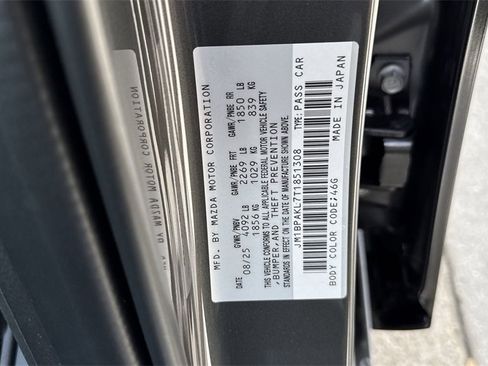 MFD. BY MAZDA MOTOR CORPORATION
DATE GVWR/PNBV GAWR/PNBE FRT GAWR/PNBE RR
08/25 4092 LB 2269 LB 1850 LB
1856 KG 1029 KG 839 KG
THIS VEHICLE CONFORMS TO ALL APPLICABLE FEDERAL MOTOR VEHICLE SAFETY
,BUMPER,AND THEFT PREVENTION
STANDARDS IN EFFECT ON THE DATE OF MANUFACTURE SHOWN ABOVE.
JM1BPAKL7T1851308 TYPE:PASS CAR
BODY COLOR CODE;46G MADE IN JAPAN